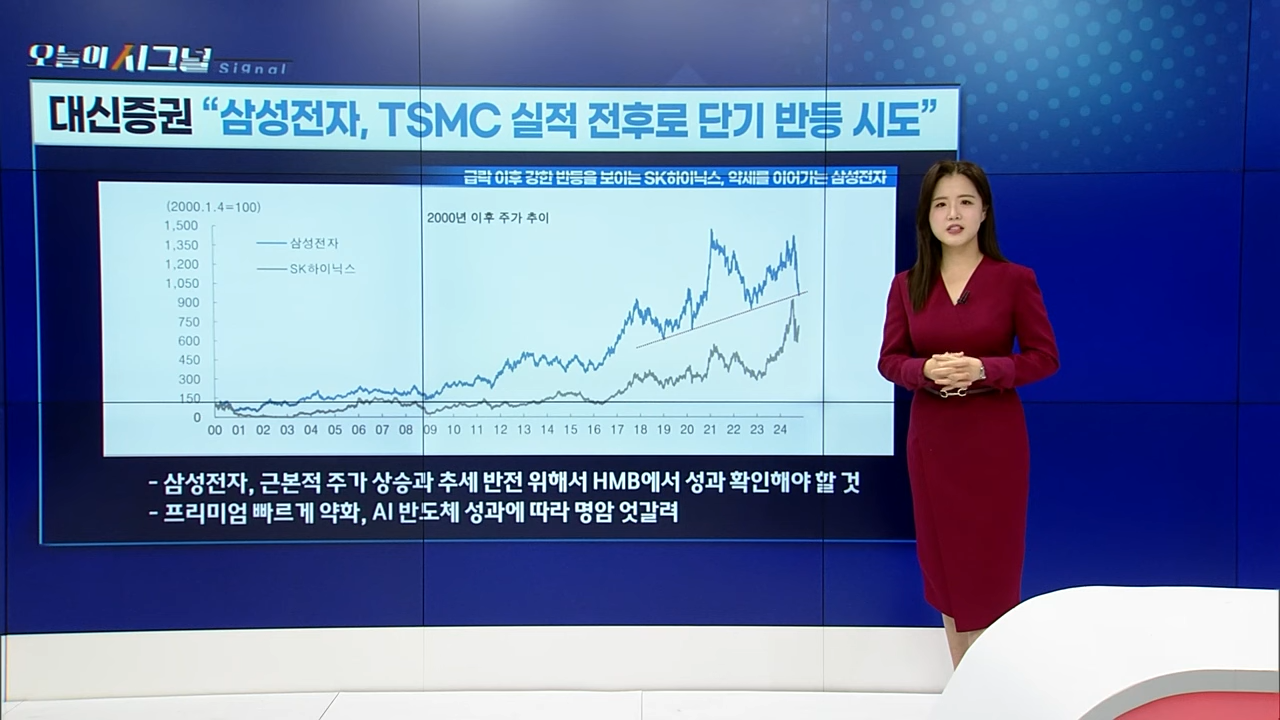 오늘의 시그널 Signal
대신증권 “삼성전자, TSMC 실적 전후로 단기 반등 시도”
급락 이후 강한 반등을 보이는 SK하이닉스, 약세를 이어가는 삼성전자
(2000.1.4=100)
2000년 이후 주가 추이
1,500
1,350
1,200
1,050
900
750
600
450
300
150
0
삼성전자
SK하이닉스
00 01 02 03 04 05 06 07 08 09 10 11 12 13 14 15 16 17 18 19 20 21 22 23 24
- 삼성전자, 근본적 주가 상승과 추세 반전 위해서 HMB에서 성과 확인해야 할 것
- 프리미엄 빠르게 약화, AI 반도체 성과에 따라 명암 엇갈려